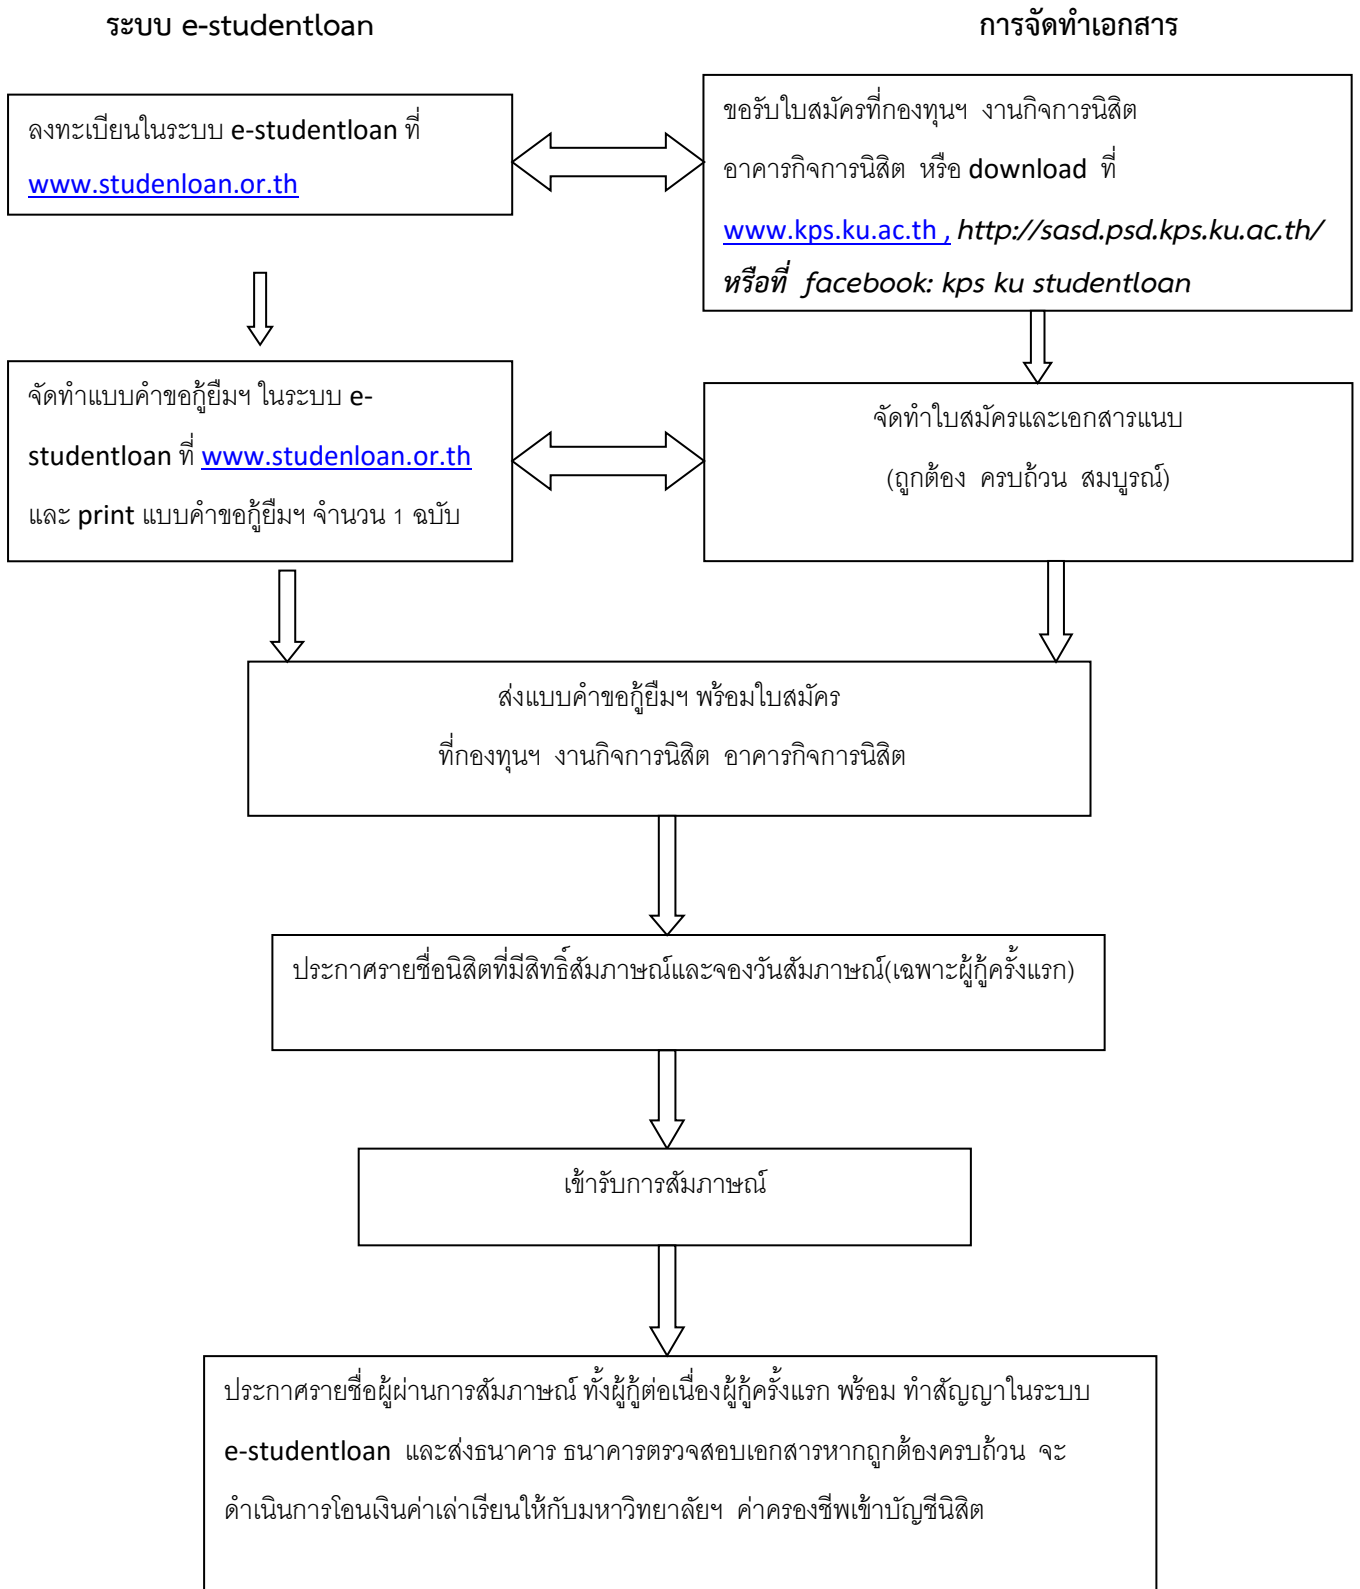 ระบบ e-studentloan
การจัดทำเอกสาร
ลงทะเบียนในระบบ e-studentloan ที่
www.studenloan.or.th
ขอรับใบสมัครที่กองทุนฯ งานกิจการนิสิต
อาคารกิจการนิสิต หรือ download ที่
www.kps.ku.ac.th , http://sasd.psd.kps.ku.ac.th/
หรือที่ facebook: kps ku studentloan
จัดทำแบบคำขอกู้ยืมฯ ในระบบ e-
studentloan ที่ www.studenloan.or.th
และ print แบบคำขอกู้ยืมฯ จำนวน 1 ฉบับ
จัดทำใบสมัครและเอกสารแนบ
(ถูกต้อง ครบถ้วน สมบูรณ์)
ส่งแบบคำขอกู้ยืมฯ พร้อมใบสมัคร
ที่กองทุนฯ งานกิจการนิสิต อาคารกิจการนิสิต
ประกาศรายชื่อนิสิตที่มีสิทธิ์สัมภาษณ์และจองวันสัมภาษณ์(เฉพาะผู้กู้ครั้งแรก)
เข้ารับการสัมภาษณ์
ประกาศรายชื่อผู้ผ่านการสัมภาษณ์ ทั้งผู้กู้ต่อเนื่องผู้กู้ครั้งแรก พร้อม ทำสัญญาในระบบ
e-studentloan และส่งธนาคาร ธนาคารตรวจสอบเอกสารหากถูกต้องครบถ้วน จะ
ดำเนินการโอนเงินค่าเล่าเรียนให้กับมหาวิทยาลัยฯ ค่าครองชีพเข้าบัญชีนิสิต